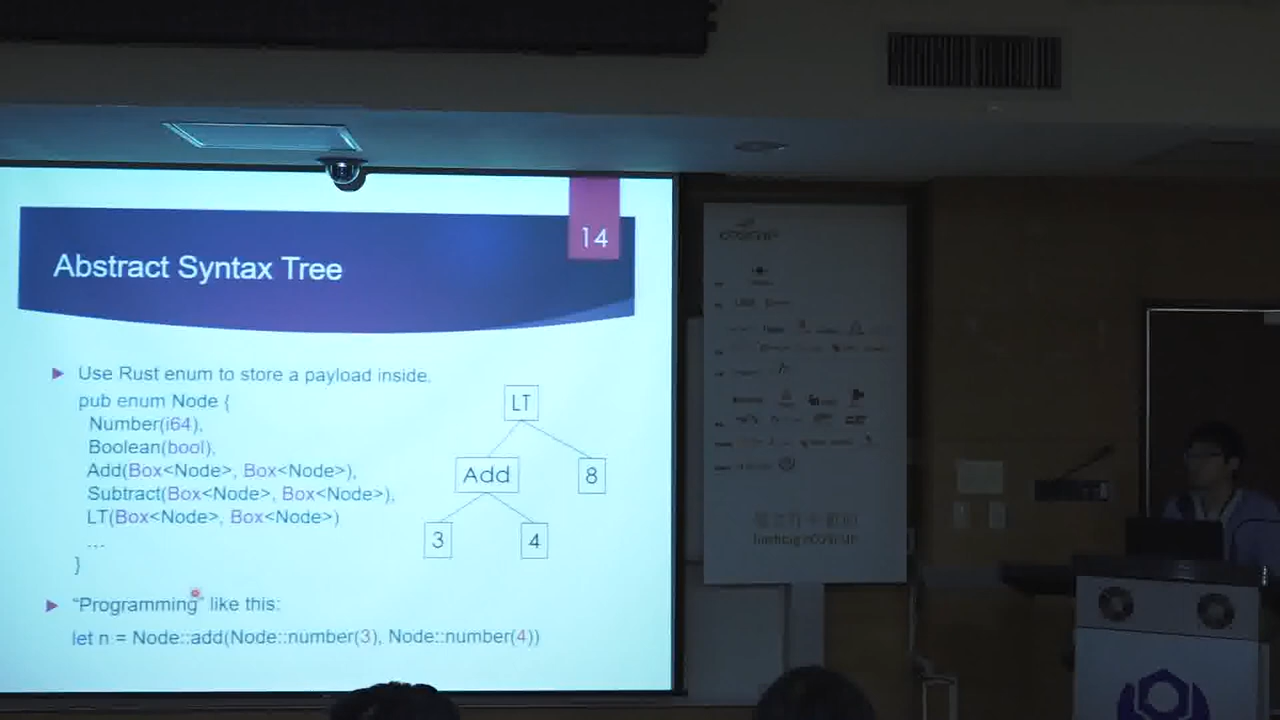 14
Abstract Syntax Tree
Use Rust enum to store a payload inside.
pub enum Node {
Number(i64),
Boolean(bool),
Add(Box<Node>, Box<Node>),
Subtract(Box<Node>, Box<Node>),
LT(Box<Node>, Box<Node>)
...
}
LT
Add 8
3 4
"Programming" like this:
let n = Node::add(Node::number(3), Node::number(4))